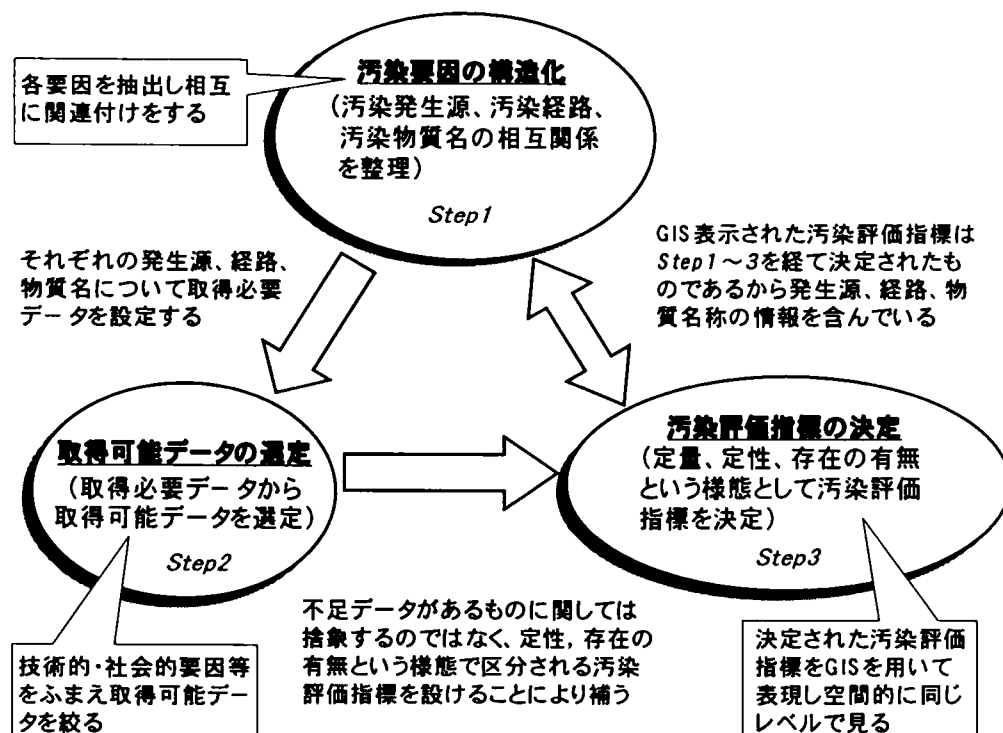 汚染要因の構造化
(汚染発生源、汚染経路、
汚染物質名の相互関係
を整理)
Step1
各要因を抽出し相互
に関連付けをする
それぞれの発生源、経路、
物質名について取得必要
データを設定する
GIS表示された汚染評価指標は
Step1～3を経て決定されたも
のであるから発生源、経路、物
質名称の情報を含んでいる
取得可能データの選定
(取得必要データから
取得可能データを選定)
Step2
汚染評価指標の決定
(定量、定性、存在の有無
という様態として汚染評価
指標を決定)
Step3
不足データがあるものに関しては
捨象するのではなく、定性,存在の
有無という様態で区分される汚染
評価指標を設けることにより補う
技術的・社会的要因等
をふまえ取得可能デー
タを絞る
決定された汚染評価
指標をGISを用いて
表現し空間的に同じ
レベルで見る